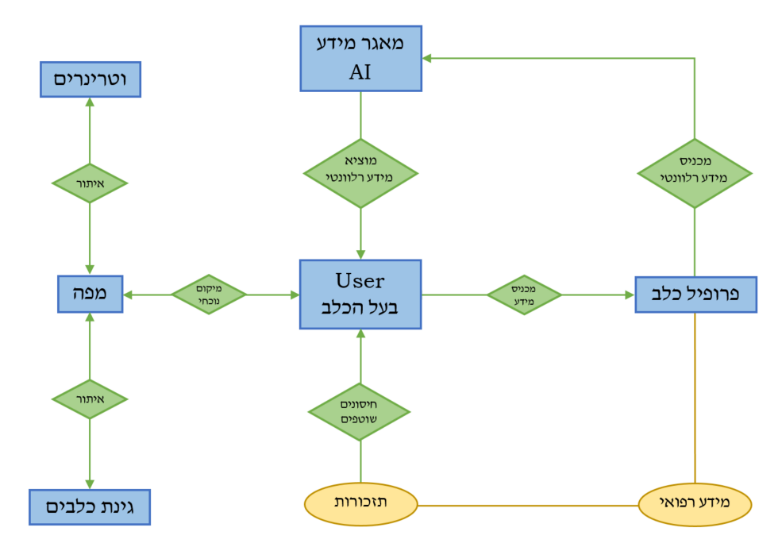 מאגר מידע
AI
וטרינרים
מוציא
מידע רלוונטי
מכניס
מידע רלוונטי
איתור
User
בעל הכלב
מפה
מיקום
נוכחי
מכניס
מידע
פרופיל כלב
איתור
חיסונים
שוטפים
גינת כלבים
תזכורות
מידע רפואי